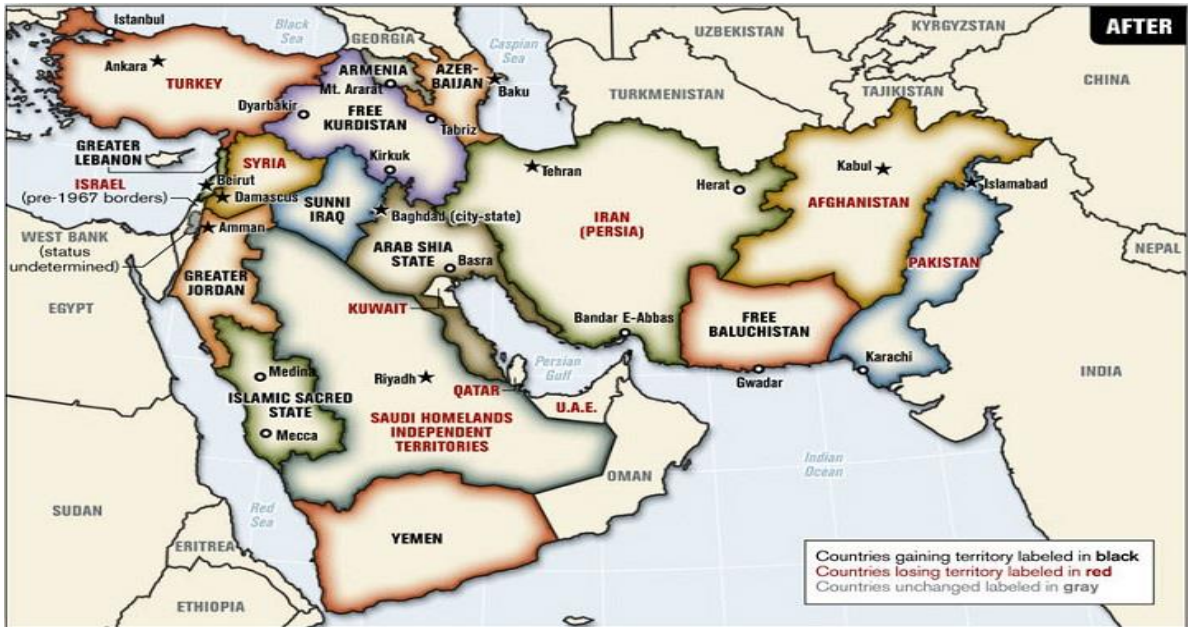 AFTER
Istanbul
Black
Sea
GEORGIA
Caspian
Sea
UZBEKISTAN
KYRGYZSTAN
Ankara
TURKEY
ARMENIA
Mt. Ararat
AZER-
BAIJAN
Baku
TURKMENISTAN
TAJIKISTAN
CHINA
Dyarbakir
FREE
KURDISTAN
Tabriz
GREATER
LEBANON
SYRIA
Kirkuk
Tehran
Herat
Kabul
Islamabad
ISRAEL
(pre-1967 borders)
Beirut
Damascus
SUNNI
IRAQ
Baghdad (city-state)
IRAN
(PERSIA)
AFGHANISTAN
WEST BANK
(status
undetermined)
Amman
ARAB SHIA
STATE
Basra
PAKISTAN
NEPAL
GREATER
JORDAN
EGYPT
KUWAIT
Bandar E-Abbas
FREE
BALUCHISTAN
Karachi
Persian
Gulf
Gwadar
INDIA
Medina
ISLAMIC SACRED
STATE
Mecca
Riyadh
QATAR
U.A.E.
SAUDI HOMELANDS
INDEPENDENT
TERRITORIES
OMAN
Indian
Ocean
SUDAN
Red
Sea
YEMEN
ERITREA
ETHIOPIA
Countries gaining territory labeled in black
Countries losing territory labeled in red
Countries unchanged labeled in gray